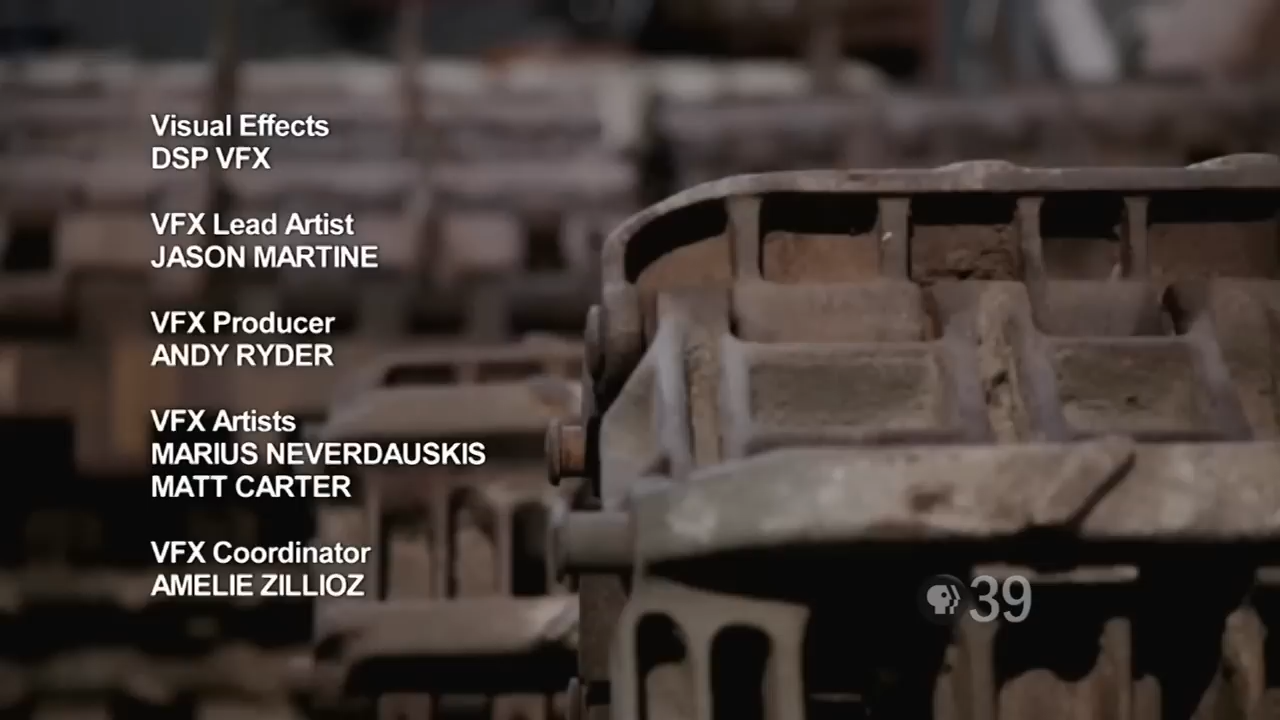 Visual Effects
DSP VFX
VFX Lead Artist
JASON MARTINE
VFX Producer
ANDY RYDER
VFX Artists
MARIUS NEVERDAUSKIS
MATT CARTER
VFX Coordinator
AMELIE ZILLIOZ
39